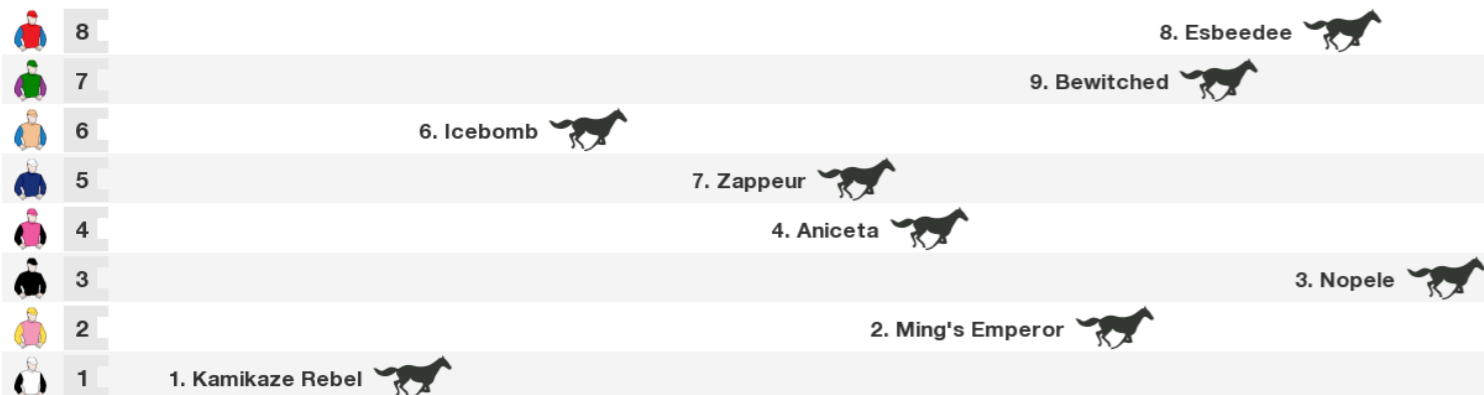 8 8. Esbeedee
7 9. Bewitched
6 6. Icebomb
5 7. Zappeur
4 4. Aniceta
3 3. Nopele
2 2. Ming's Emperor
1 1. Kamikaze Rebel